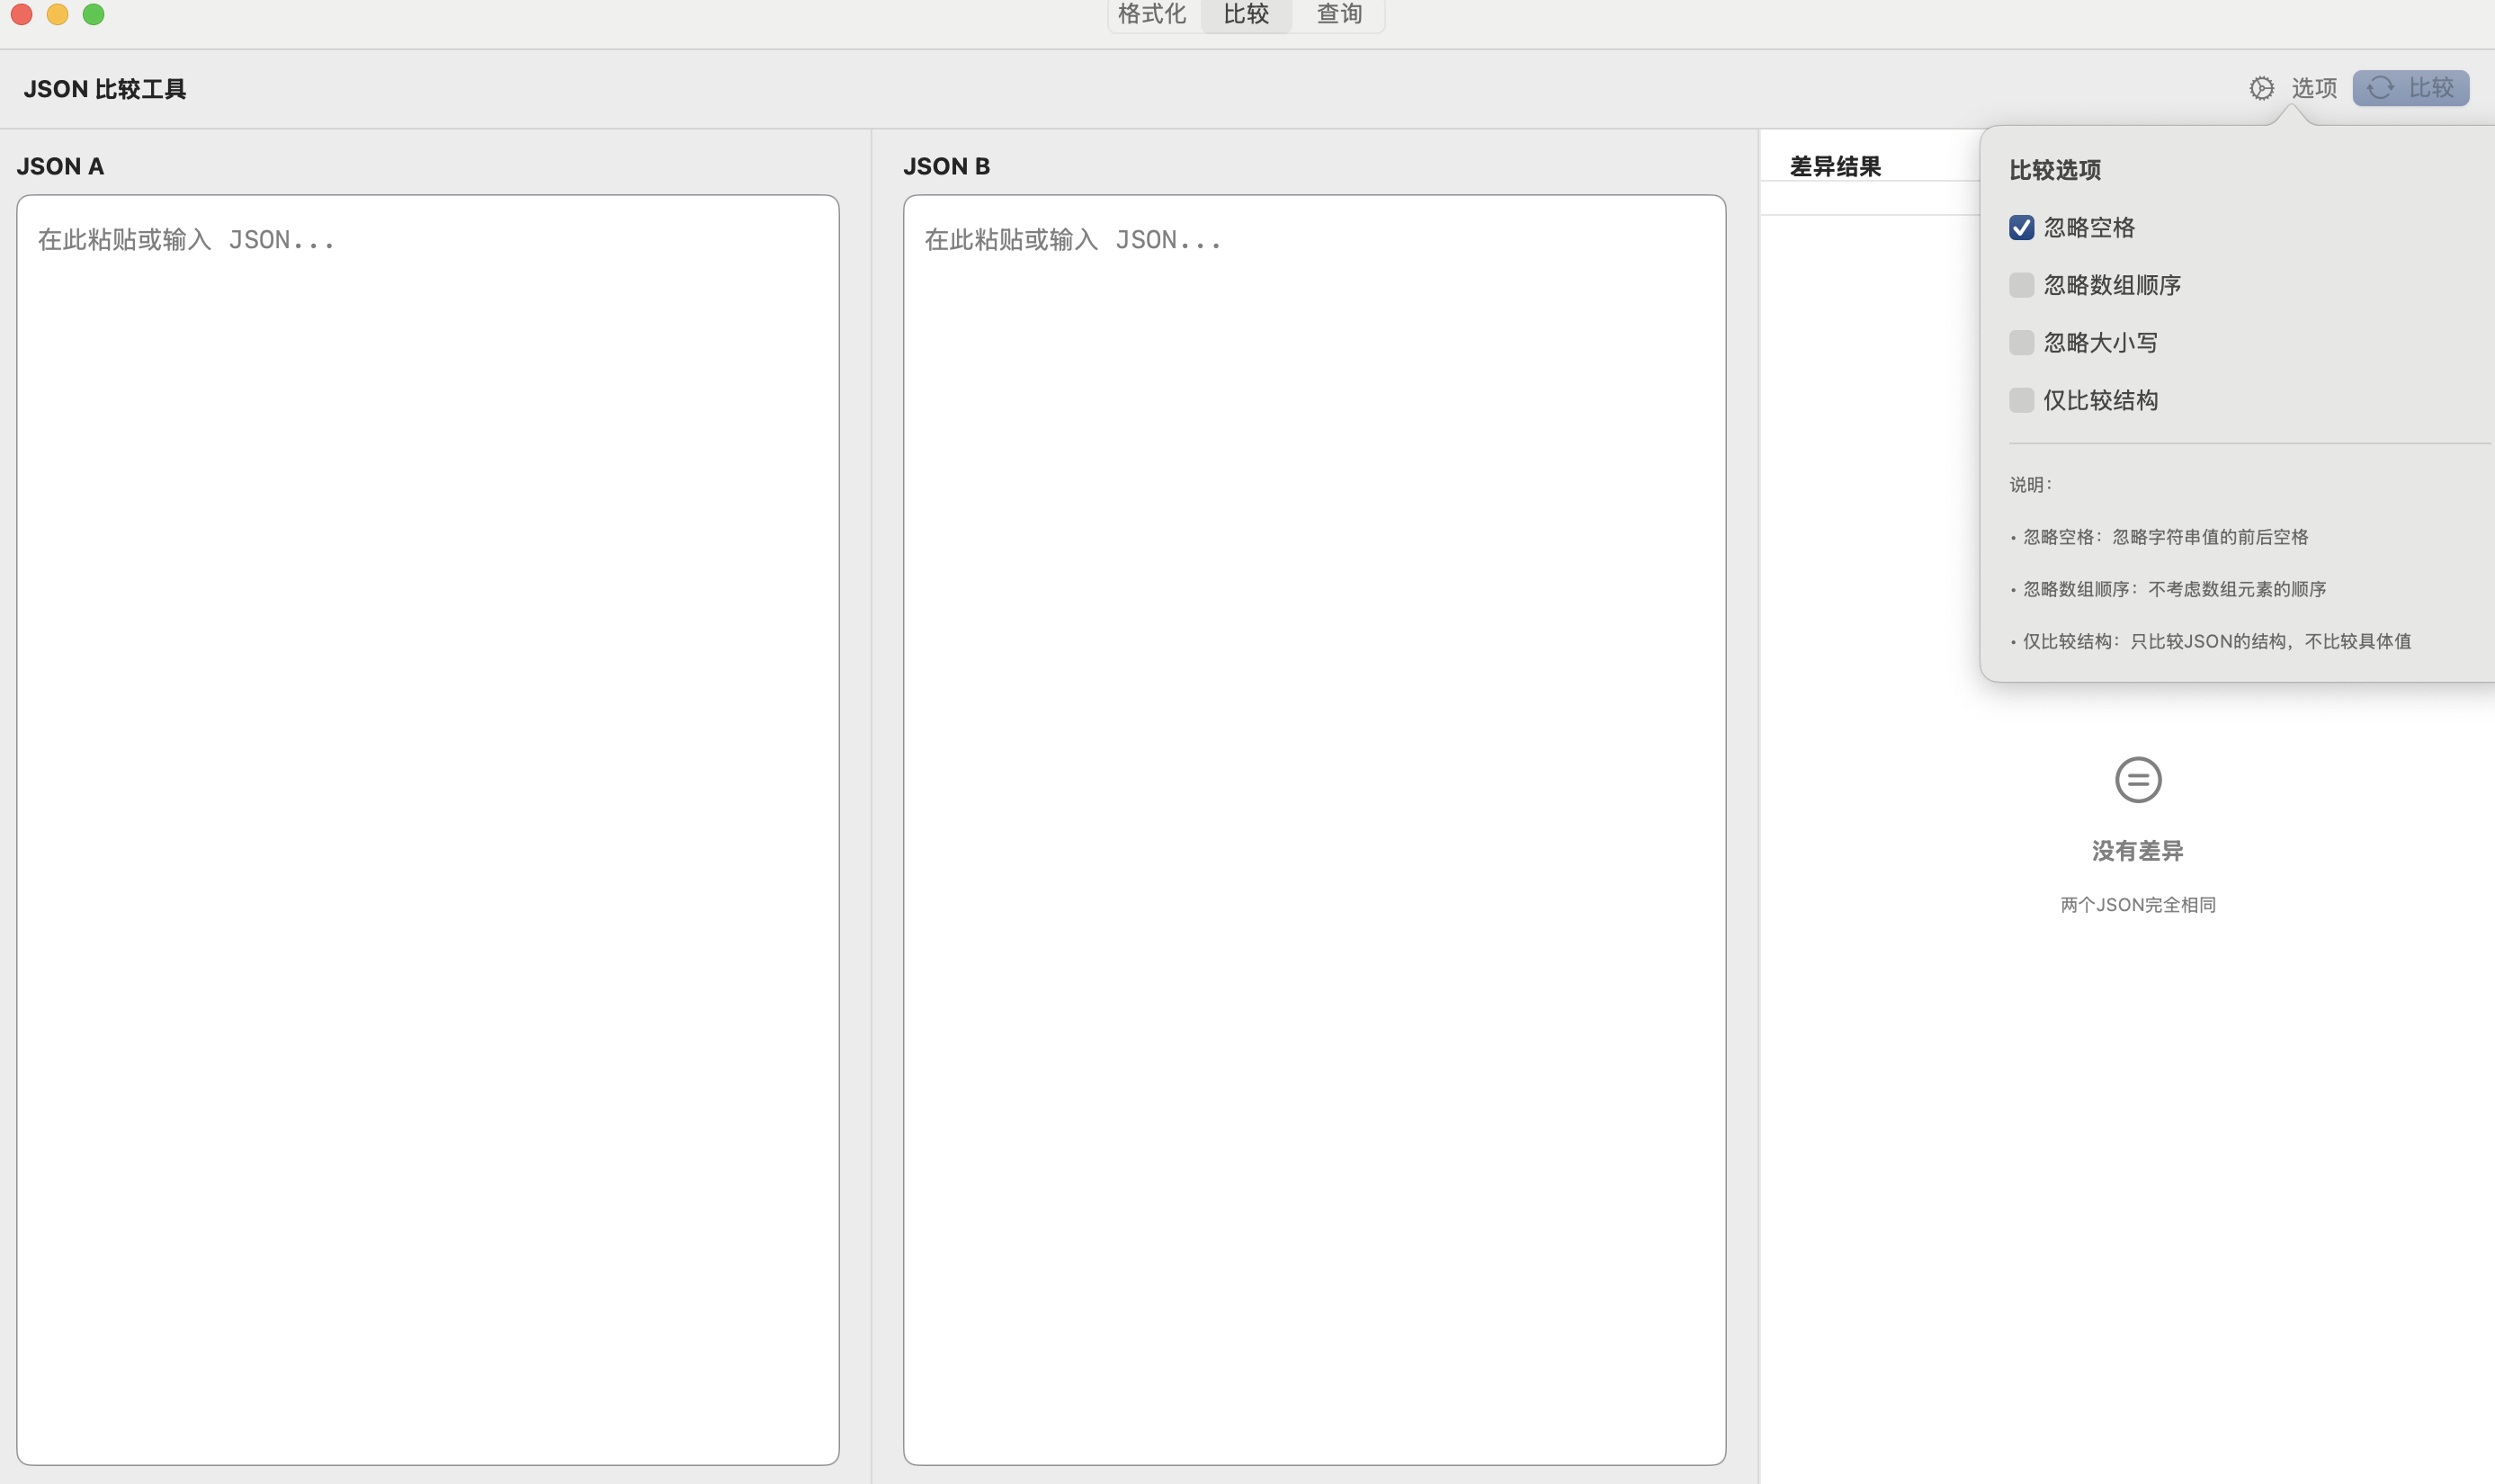 格式化 比较 查询
JSON 比较工具
选项 比较
JSON A
在此粘贴或输入 JSON...
JSON B
在此粘贴或输入 JSON...
差异结果
比较选项
忽略空格
忽略数组顺序
忽略大小写
仅比较结构
说明：
• 忽略空格：忽略字符串值的前后空格
• 忽略数组顺序：不考虑数组元素的顺序
• 仅比较结构：只比较JSON的结构，不比较具体值
没有差异
两个JSON完全相同